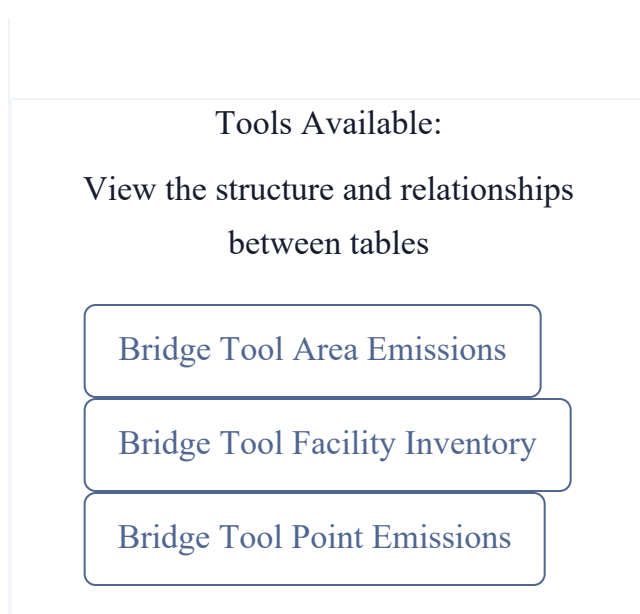 Tools Available:
View the structure and relationships
between tables
Bridge Tool Area Emissions
Bridge Tool Facility Inventory
Bridge Tool Point Emissions